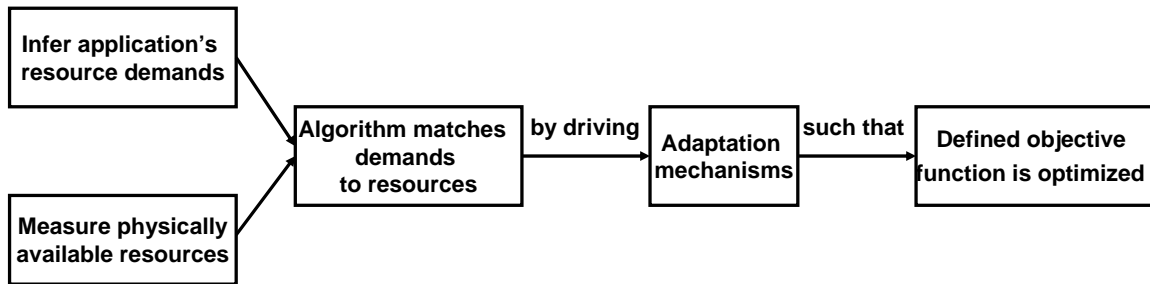 Infer application's
resource demands
Measure physically
available resources
Algorithm matches
demands
to resources
by driving
Adaptation
mechanisms
such that
Defined objective
function is optimized